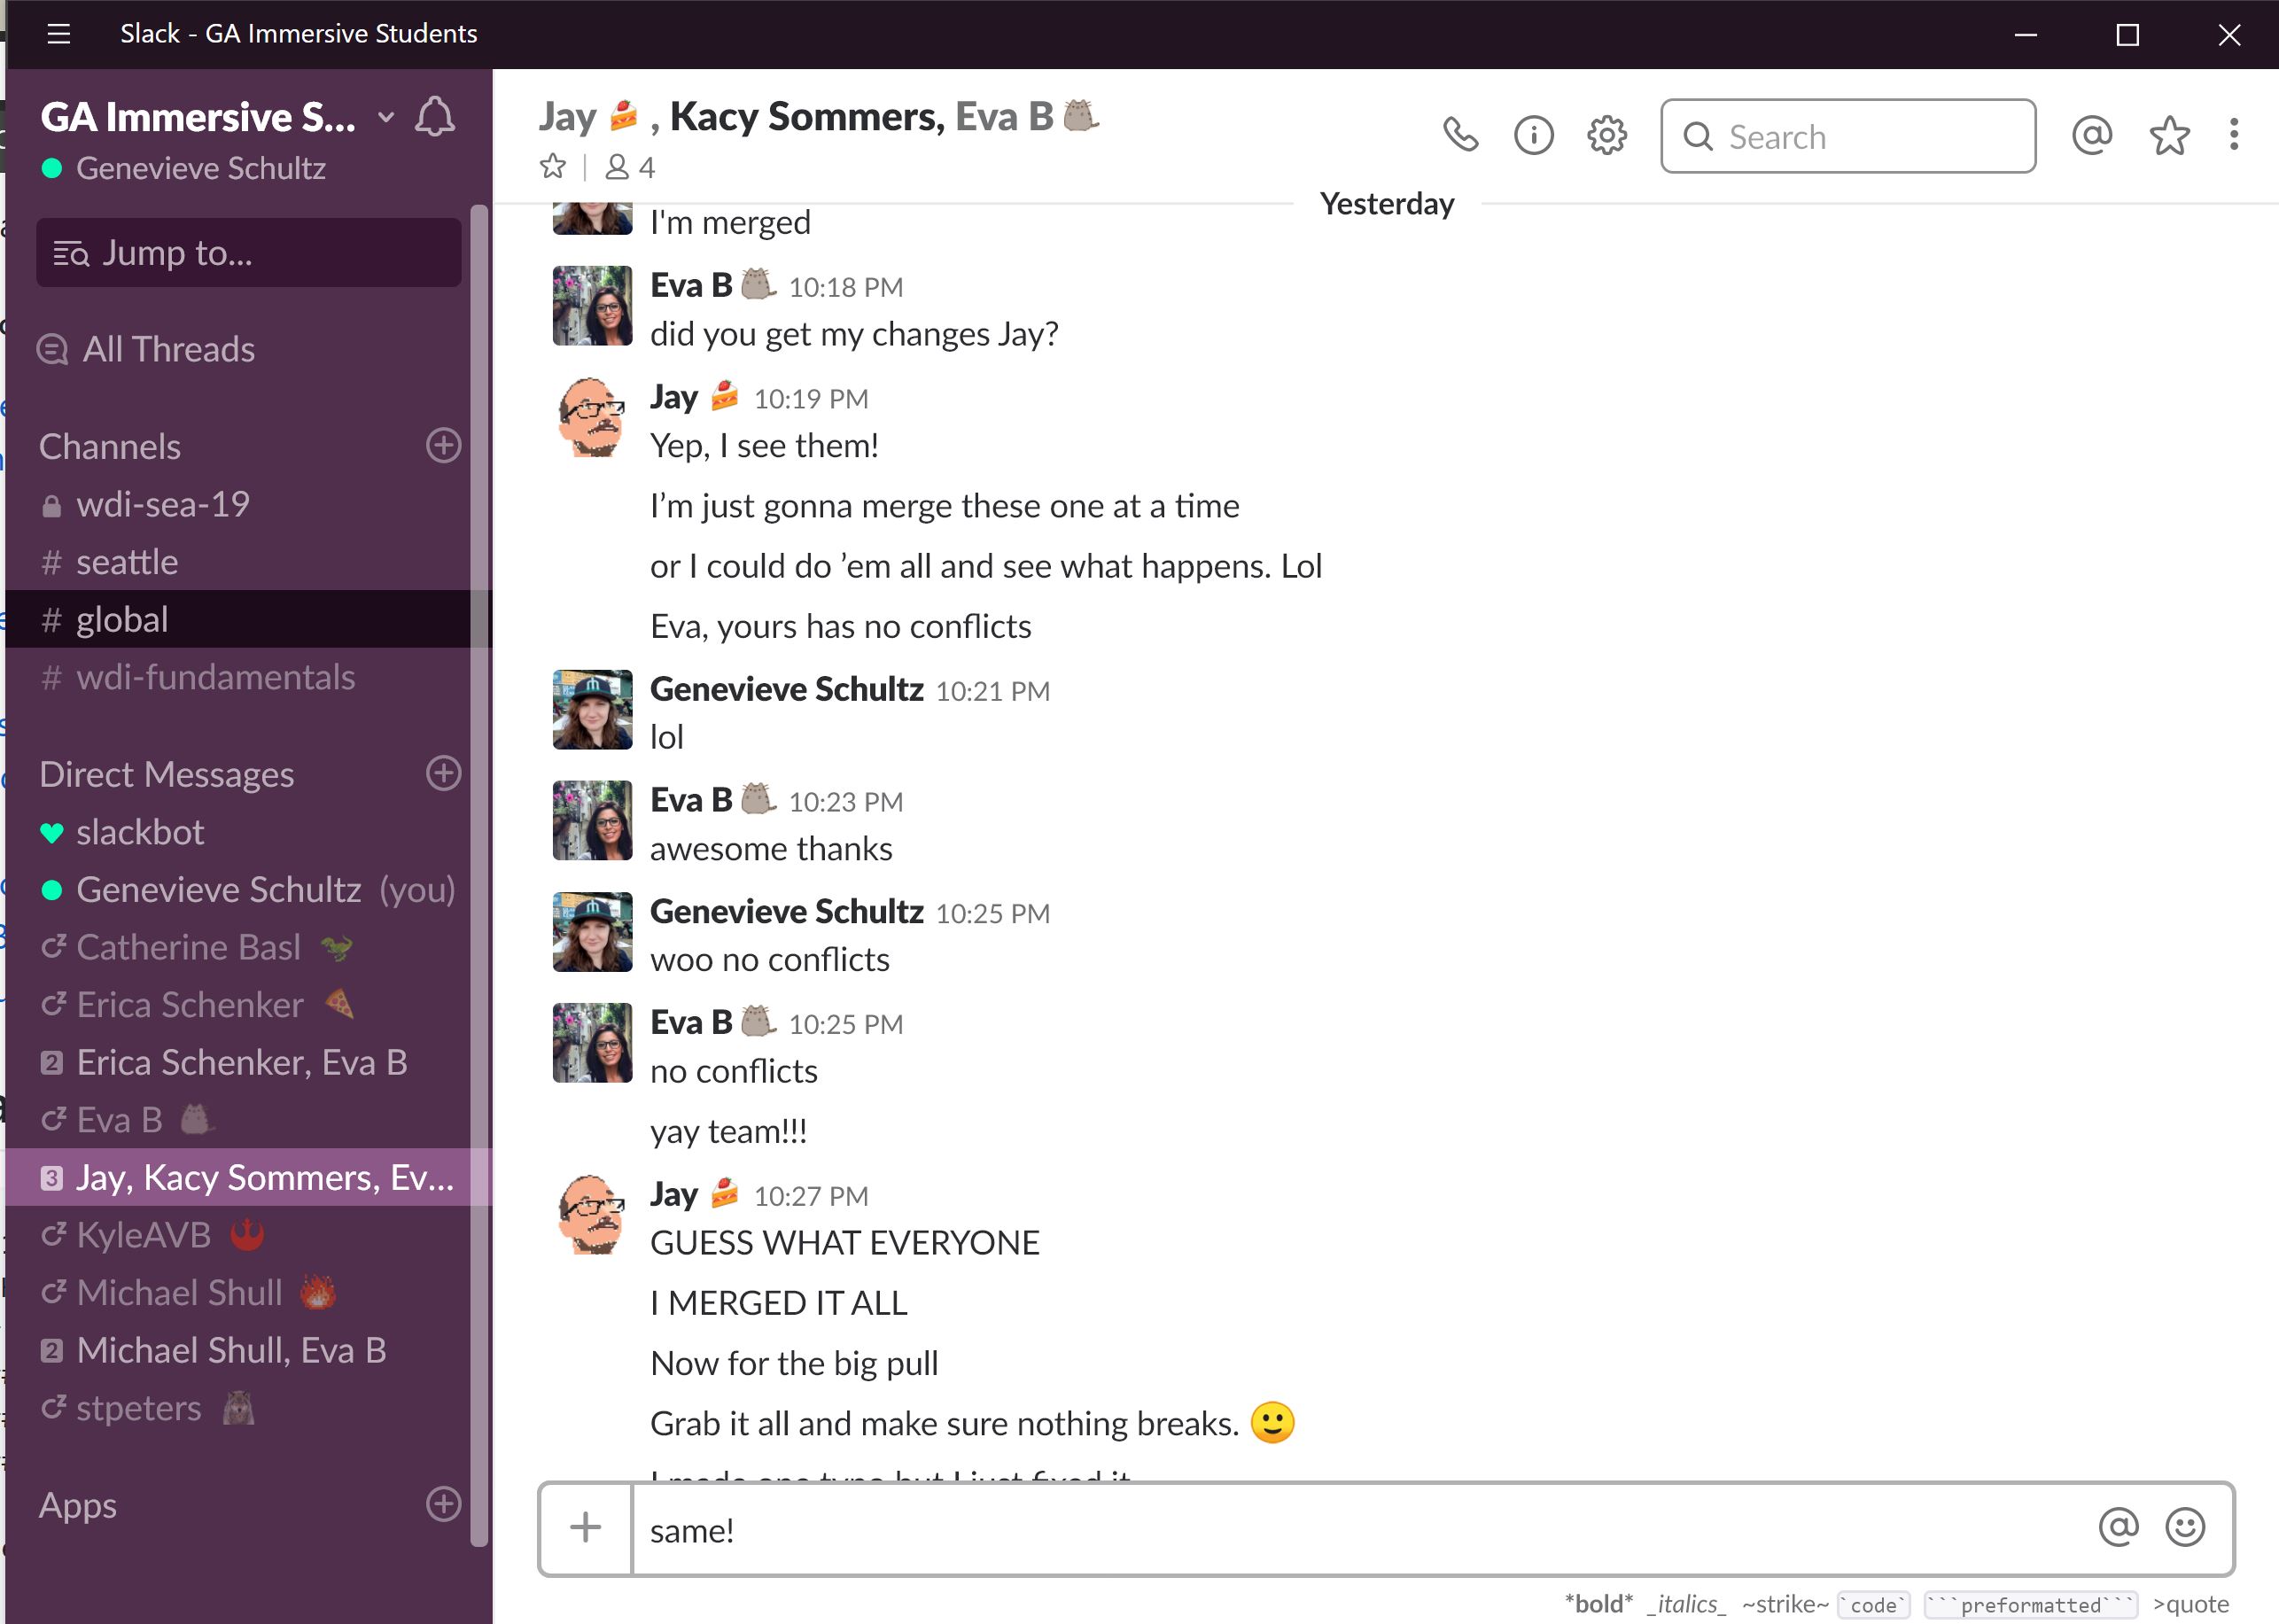 Slack - GA Immersive Students
GA Immersive S...
Genevieve Schultz
Jump to...
All Threads
Channels
wdi-sea-19
# seattle
# global
# wdi-fundamentals
Direct Messages
slackbot
Genevieve Schultz (you)
Catherine Basl
Erica Schenker
2 Erica Schenker, Eva B
Eva B
3 Jay, Kacy Sommers, Ev...
KyleAVB
Michael Shull
2 Michael Shull, Eva B
stpeters
Apps
Jay 🍰 , Kacy Sommers, Eva B
4
Search
Yesterday
I'm merged
Eva B 10:18 PM
did you get my changes Jay?
Jay 🍰 10:19 PM
Yep, I see them!
I’m just gonna merge these one at a time
or I could do ’em all and see what happens. Lol
Eva, yours has no conflicts
Genevieve Schultz 10:21 PM
lol
Eva B 10:23 PM
awesome thanks
Genevieve Schultz 10:25 PM
woo no conflicts
Eva B 10:25 PM
no conflicts
yay team!!!
Jay 🍰 10:27 PM
GUESS WHAT EVERYONE
I MERGED IT ALL
Now for the big pull
Grab it all and make sure nothing breaks. 🙂
I made one typo but I just fixed it
same!
*bold* _italics_ ~strike~ `code` ```preformatted``` >quote